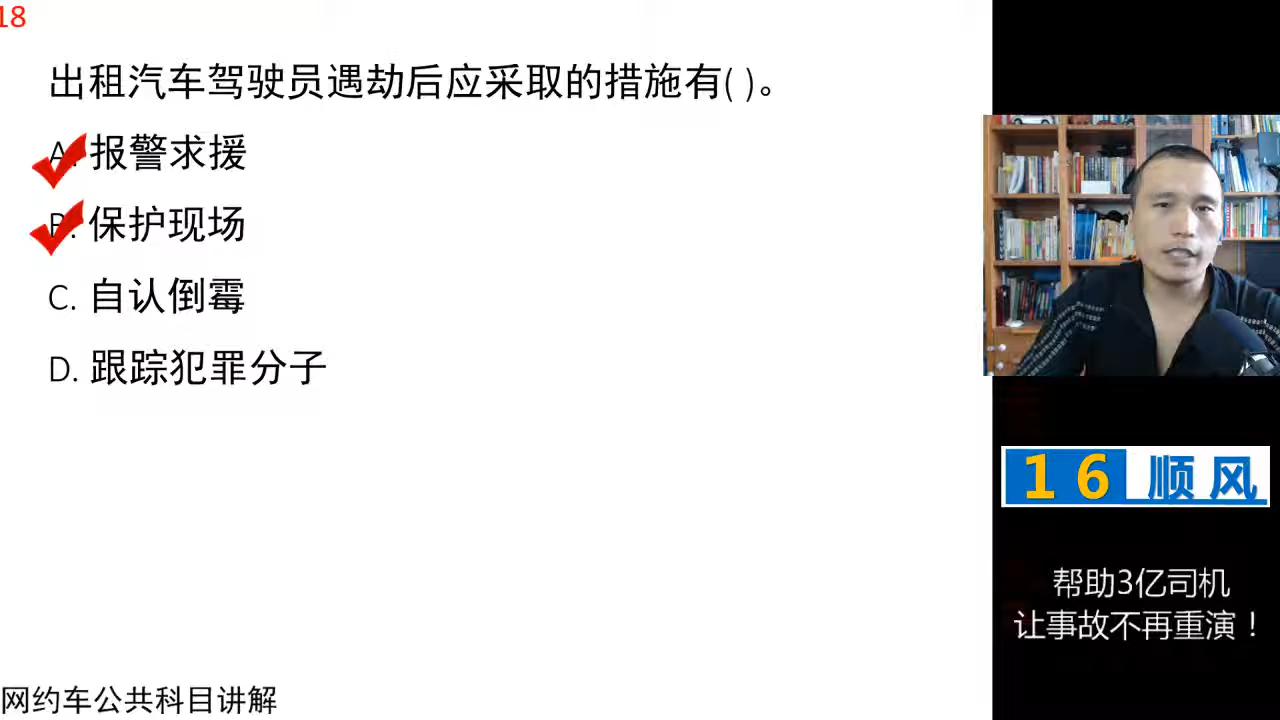 18
出租汽车驾驶员遇劫后应采取的措施有( )。
A. 报警求援
B. 保护现场
C. 自认倒霉
D. 跟踪犯罪分子
16顺风
帮助3亿司机
让事故不再重演！
网约车公共科目讲解